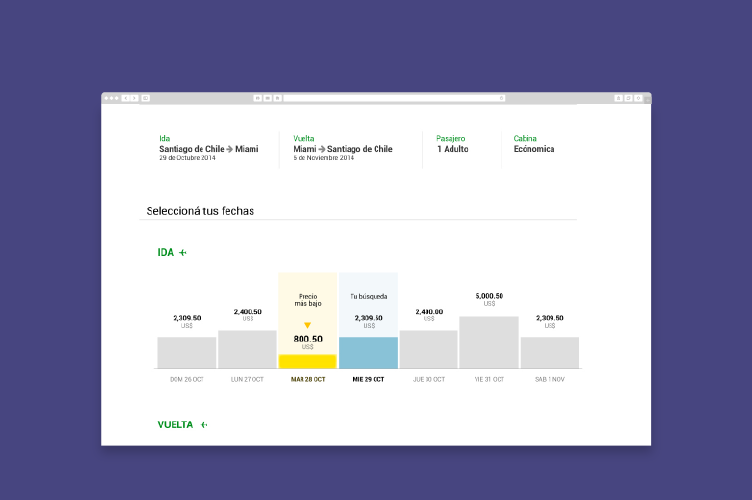 Ida
Santiago de Chile → Miami
29 de Octubre 2014
Vuelta
Miami → Santiago de Chile
5 de Noviembre 2014
Pasajero
1 Adulto
Cabina
Ecónomica
Seleccioná tus fechas
IDA
Precio
más bajo
Tu búsqueda
2,309.50
US$
2,400.50
US$
800.50
US$
2,309.50
US$
2,400.50
US$
5,000.50
US$
2,309.50
US$
DOM 26 OCT
LUN 27 OCT
MAR 28 OCT
MIE 29 OCT
JUE 30 OCT
VIE 31 OCT
SAB 1 NOV
VUELTA